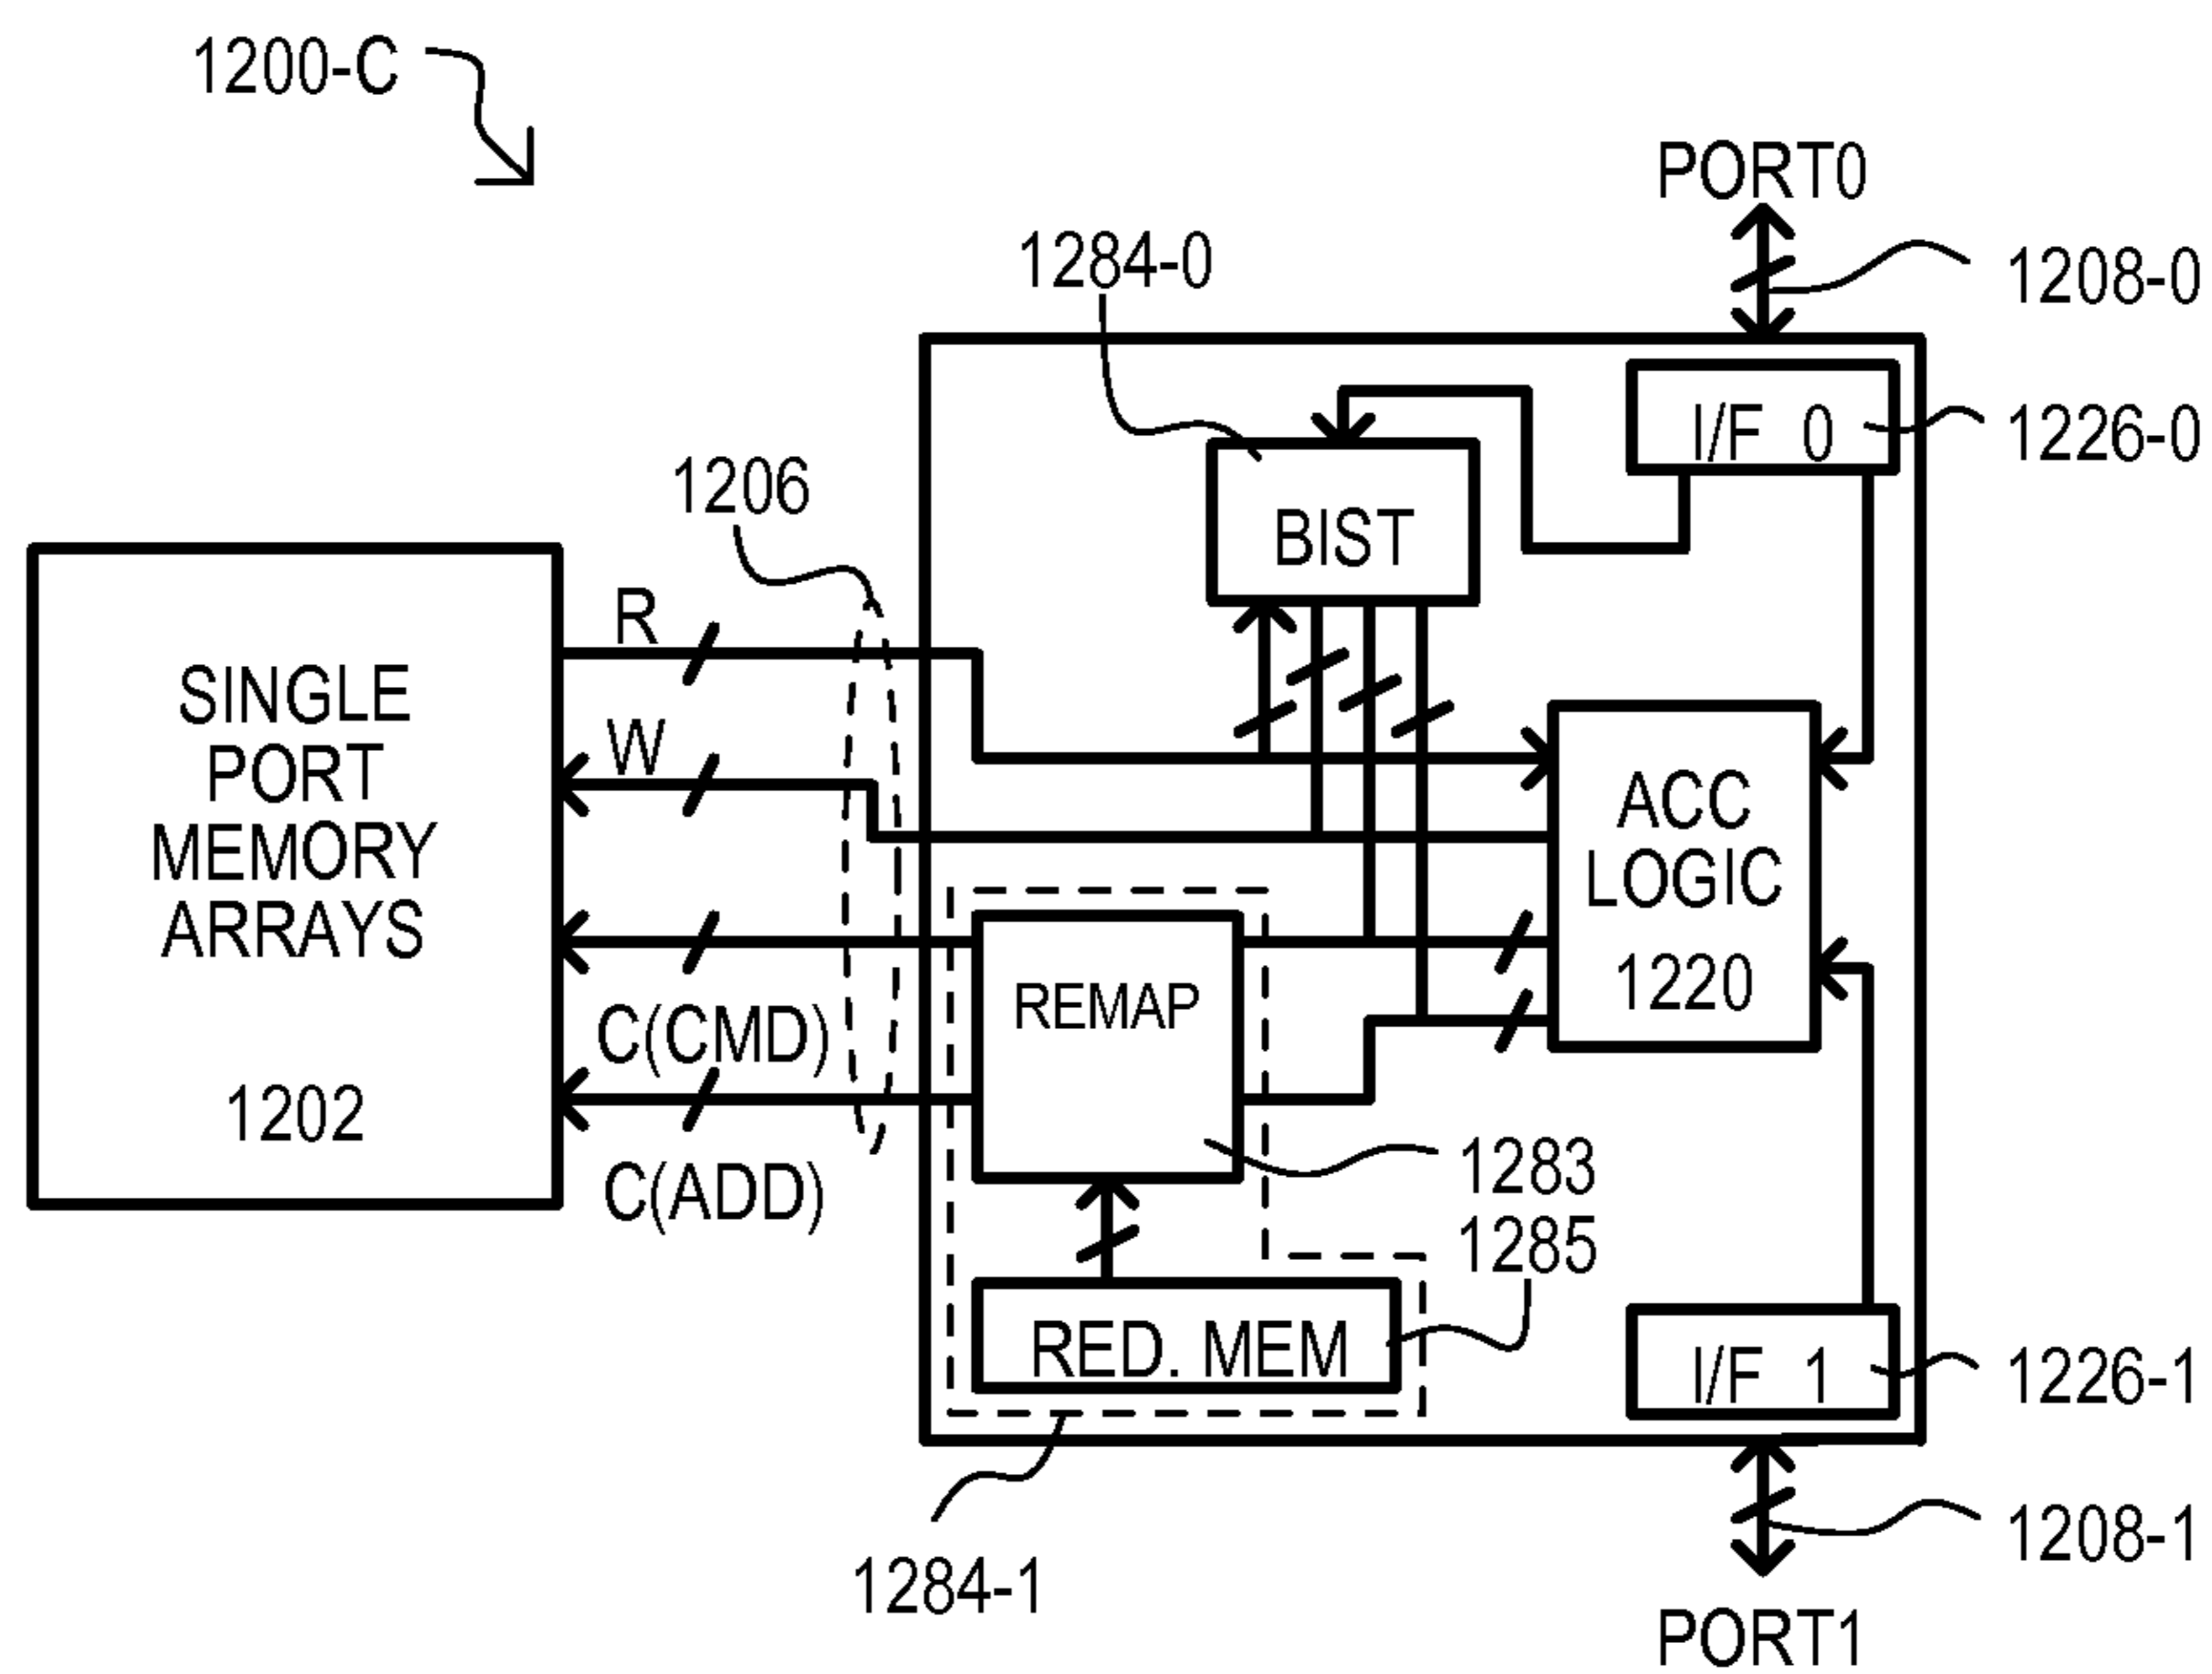 1200-C
PORT0
1284-0
1208-0
I/F 0
1226-0
1206
BIST
R
SINGLE
PORT
MEMORY
ARRAYS
1202
W
ACC
LOGIC
1220
REMAP
C(CMD)
C(ADD)
1283
1285
RED. MEM
I/F 1
1226-1
1284-1
1208-1
PORT1